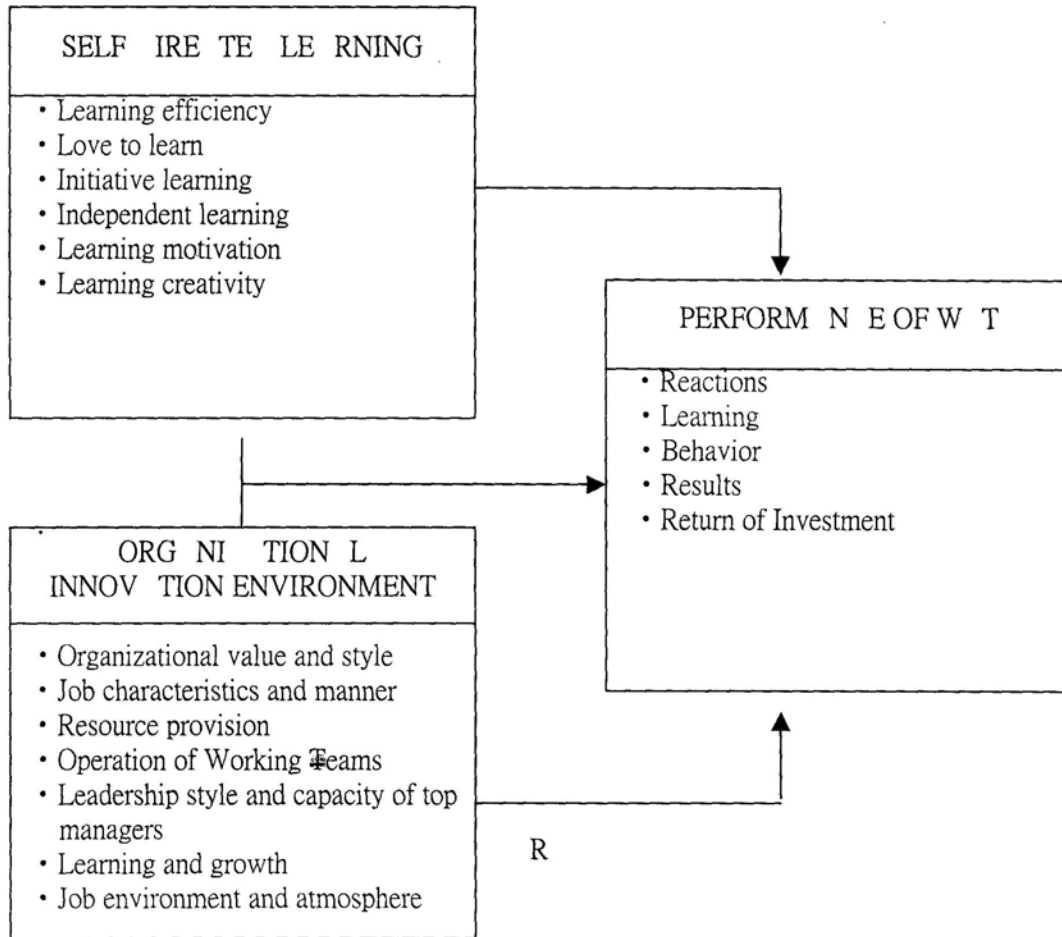 SELF IRE TE LE RNING
• Learning efficiency
• Love to learn
• Initiative learning
• Independent learning
• Learning motivation
• Learning creativity
PERFORM N E OF W T
• Reactions
• Learning
• Behavior
• Results
• Return of Investment
ORG NI TION L
INNOV TION ENVIRONMENT
• Organizational value and style
• Job characteristics and manner
• Resource provision
• Operation of Working Teams
• Leadership style and capacity of top
managers
• Learning and growth
• Job environment and atmosphere
R